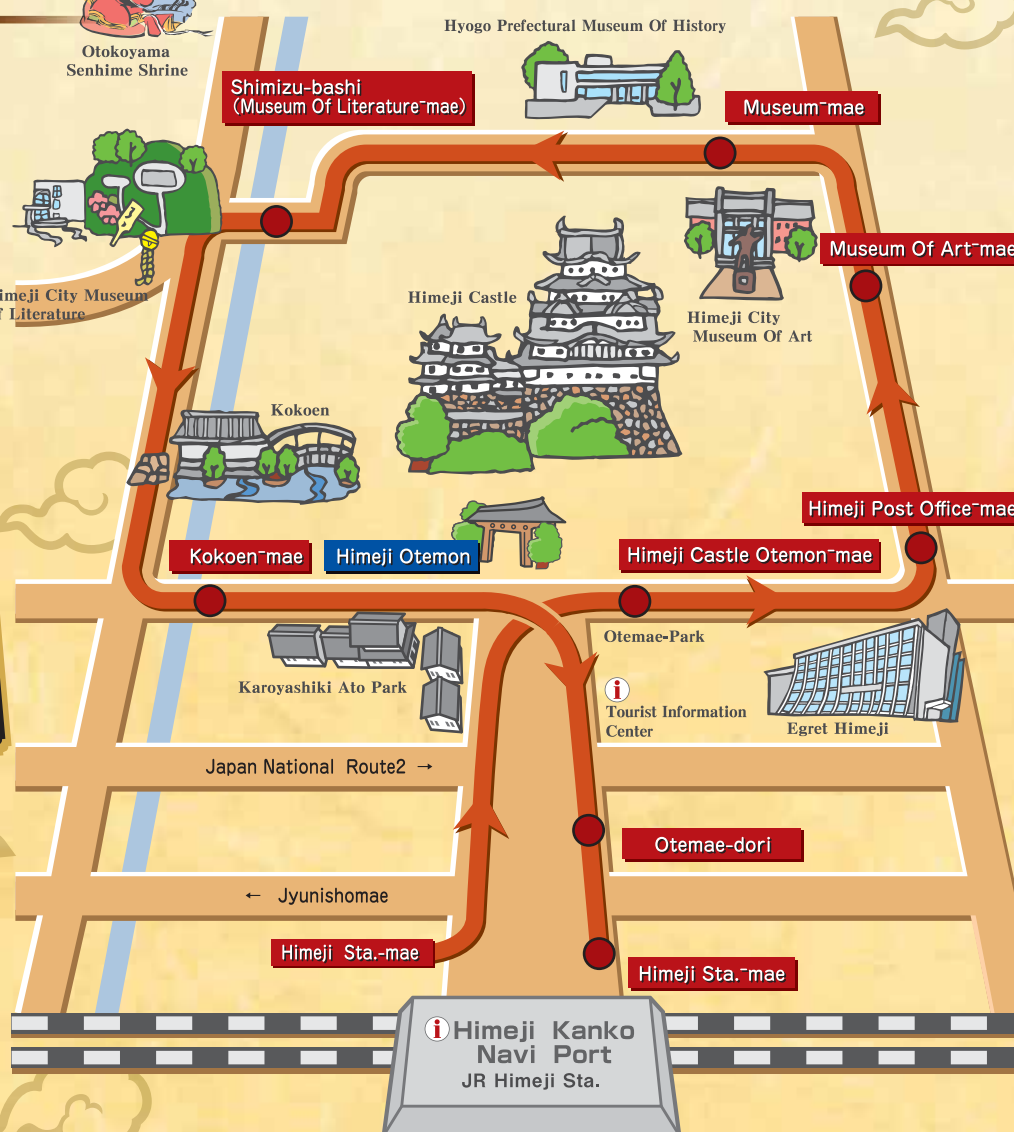 Hyogo Prefectural Museum Of History
Otokoyama
Senhime Shrine
Shimizu-bashi
(Museum Of Literature-mae)
Museum-mae
Museum Of Art-mae
Himeji City Museum
Of Literature
Himeji Castle
Himeji City
Museum Of Art
Kokoen
Himeji Post Office-mae
Kokoen-mae
Himeji Otemon
Himeji Castle Otemon-mae
Otemae-Park
Karoyashiki Ato Park
i
Tourist Information
Center
Egret Himeji
Japan National Route2 →
Otemae-dori
← Jyunishomae
Himeji Sta.-mae
Himeji Sta.-mae
i Himeji Kanko
Navi Port
JR Himeji Sta.